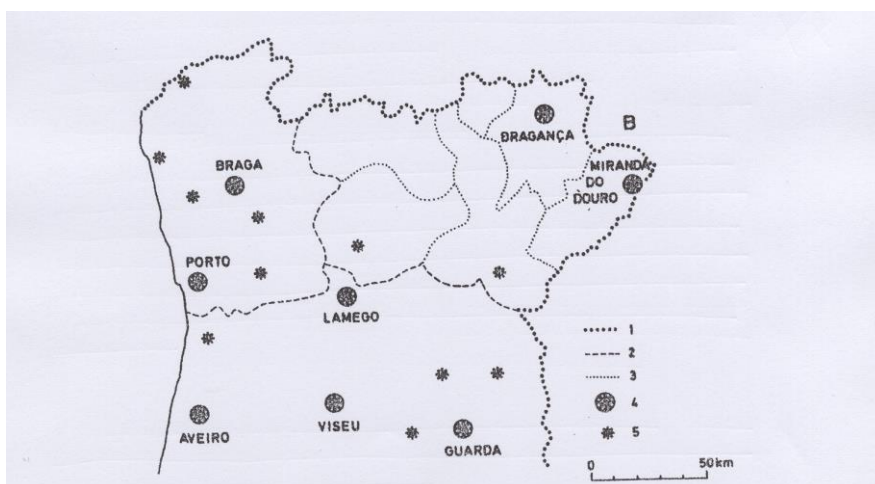 BRAGANÇA
B
BRAGA
MIRANDA
DO
DOURO
PORTO
LAMEGO
1
2
3
4
AVEIRO
VISEU
GUARDA
5
0
50km